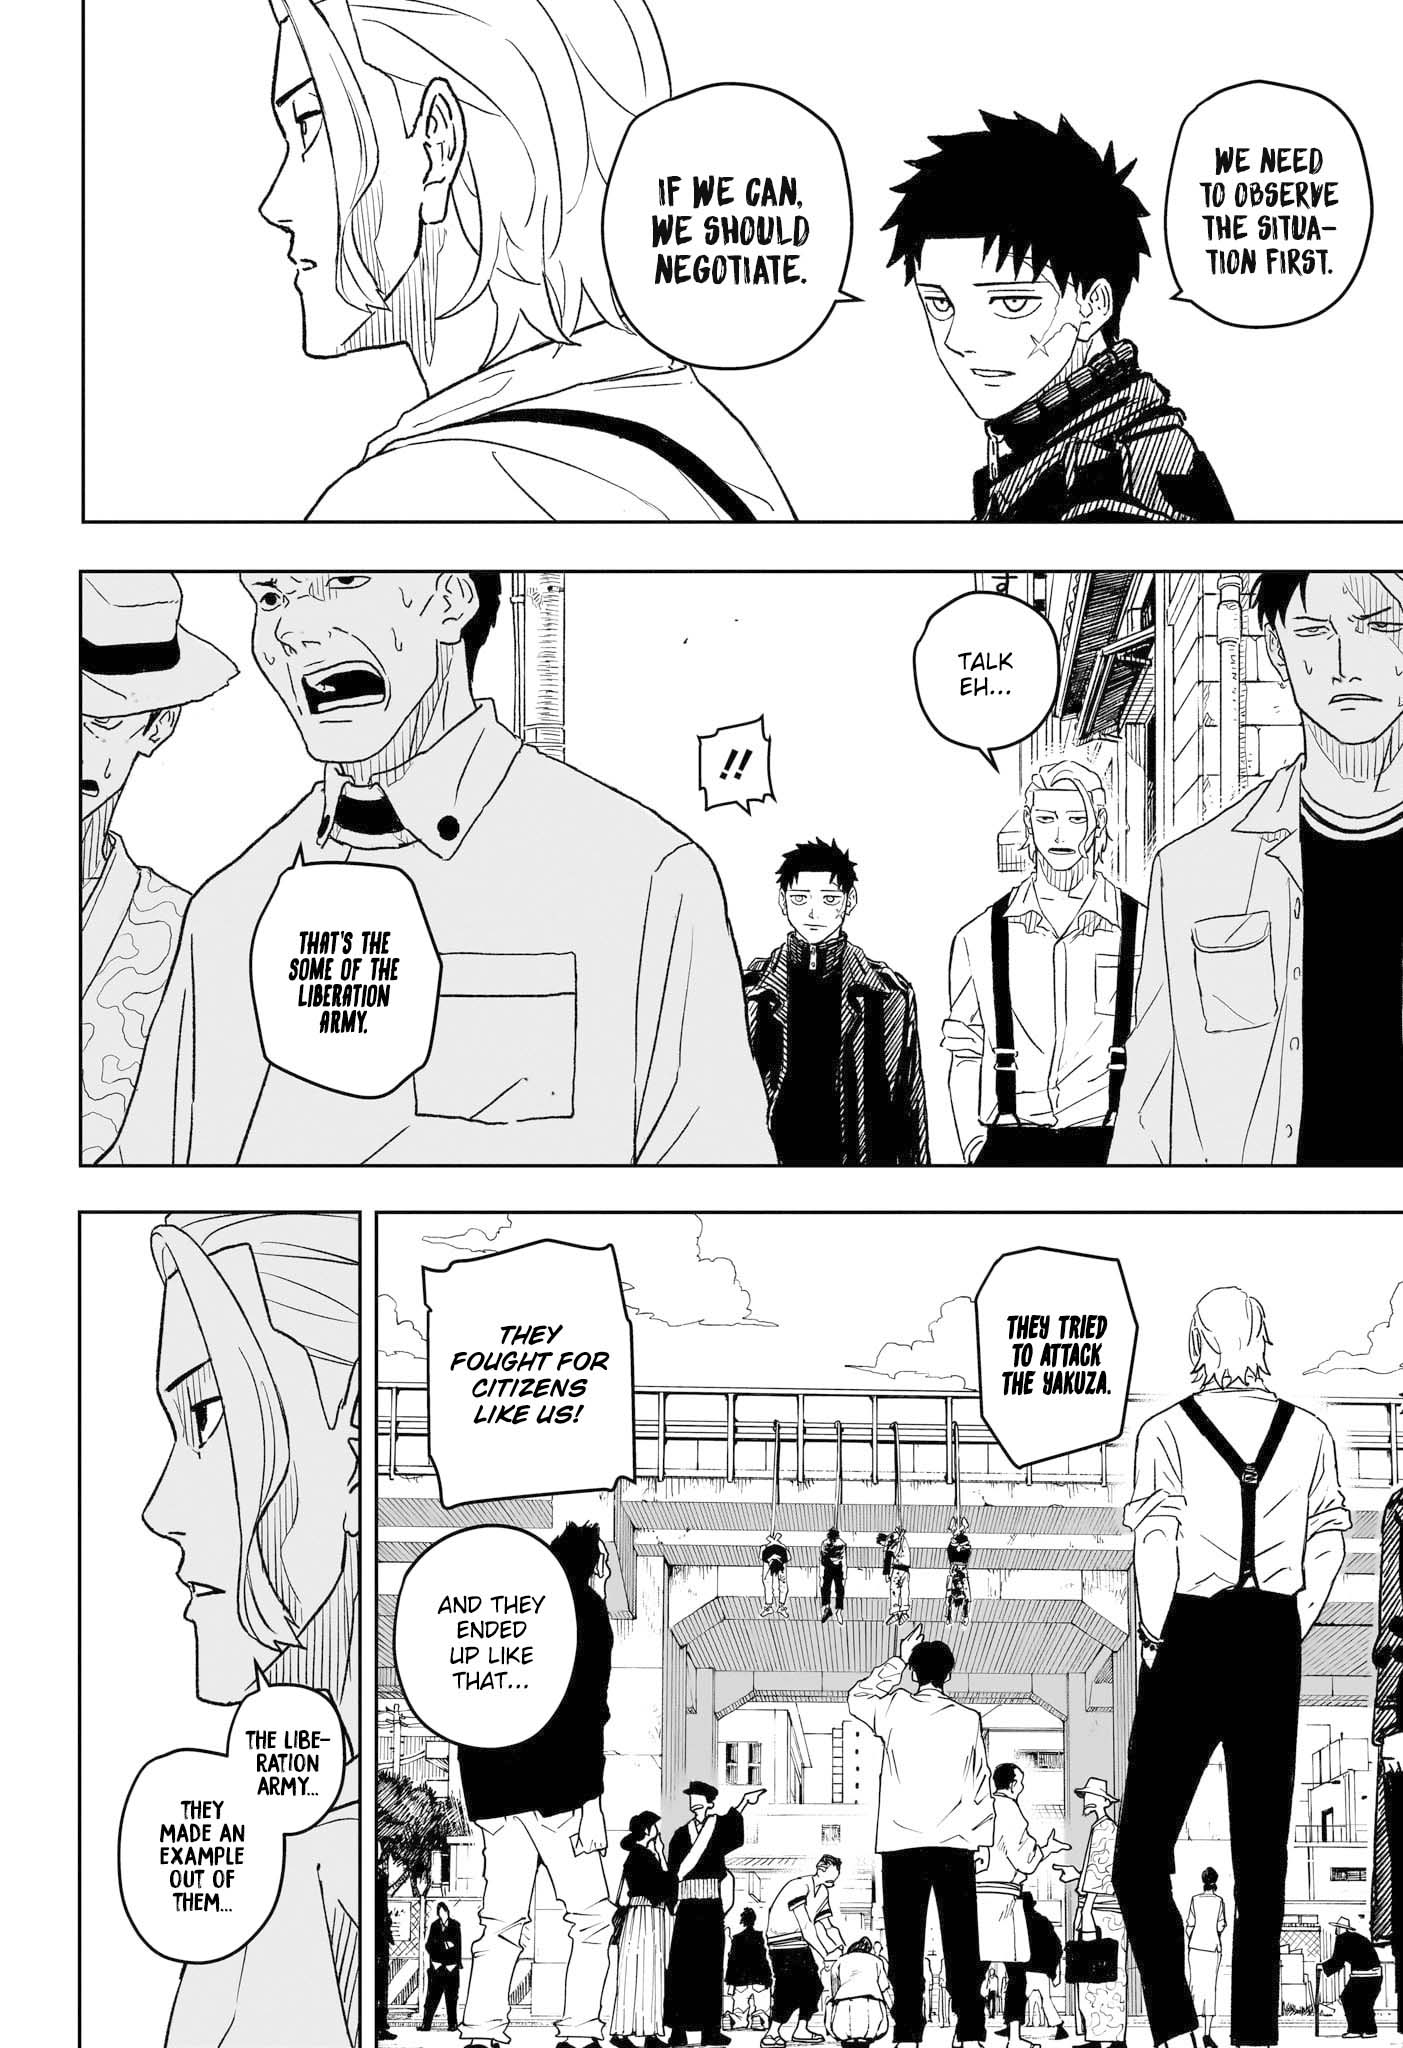 WE NEED
TO OBSERVE
THE SITUA-
TION FIRST.
IF WE CAN,
WE SHOULD
NEGOTIATE.
す
TALK
EH...
!!
THAT'S THE
SOME OF THE
LIBERATION
ARMY.
THEY TRIED
TO ATTACK
THE YAKUZA.
THEY
FOUGHT FOR
CITIZENS
LIKE US!
AND THEY
ENDED
UP LIKE
THAT...
THE LIBE-
RATION
ARMY...
THEY
MADE AN
EXAMPLE
OUT OF
THEM...